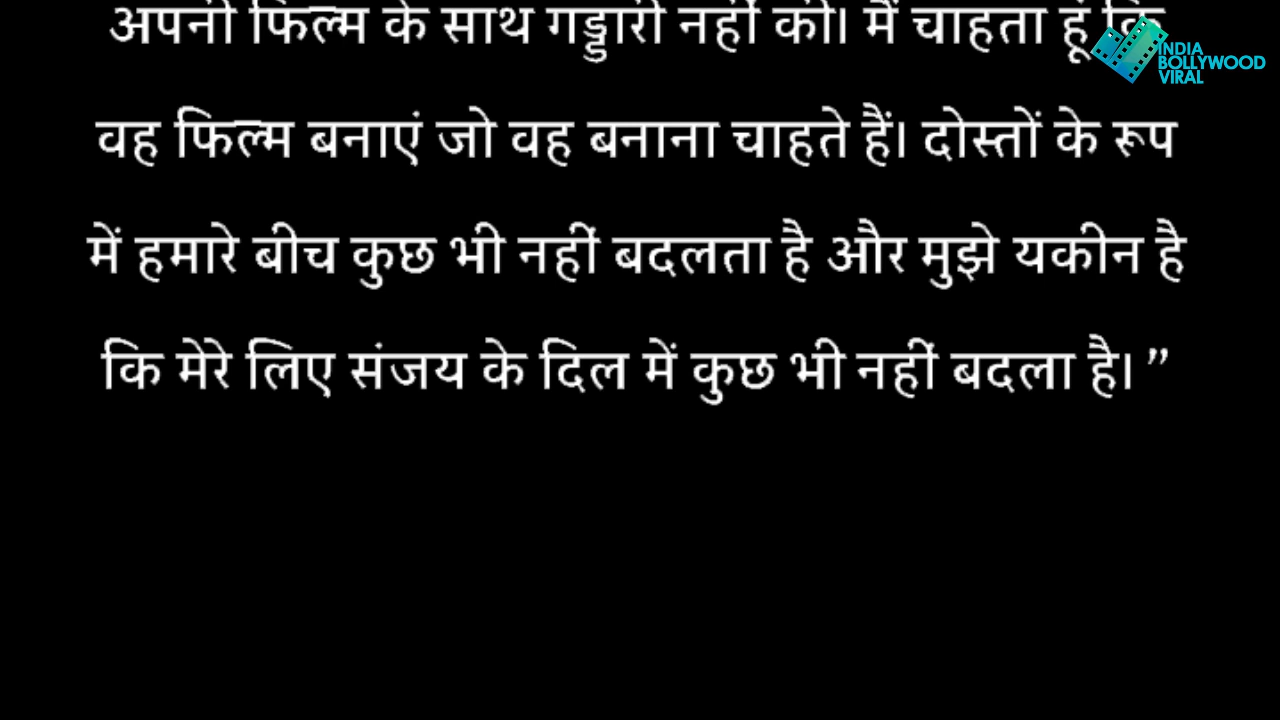 अपनी फिल्म के साथ गड्डारी नहीं की। मैं चाहता हूं कि
वह फिल्म बनाएं जो वह बनाना चाहते हैं। दोस्तों के रूप
में हमारे बीच कुछ भी नहीं बदलता है और मुझे यकीन है
कि मेरे लिए संजय के दिल में कुछ भी नहीं बदला है। ”
INDIA
BOLLYWOOD
VIRAL